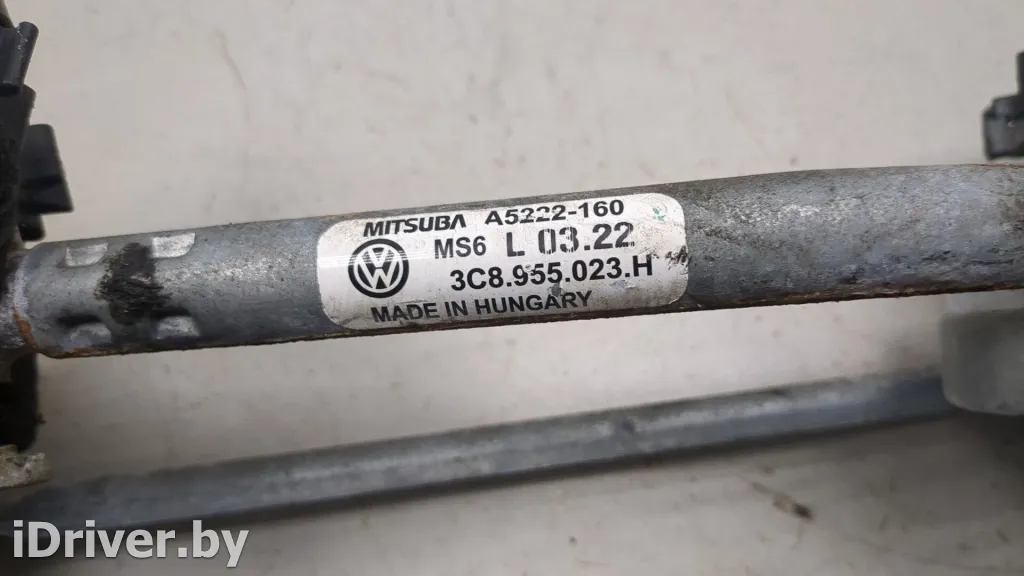 MITSUBA A5222-160
MS6 L 03.22
3C8.955.023.H
MADE IN HUNGARY
iDriver.by